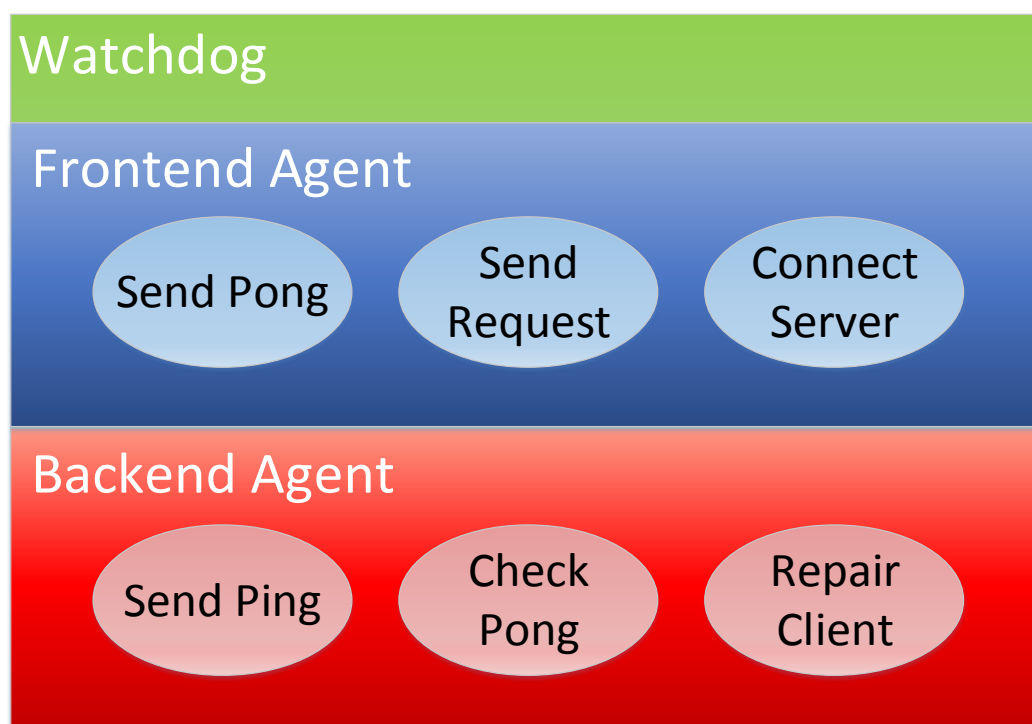 Watchdog
Frontend Agent
Send Pong
Send
Request
Connect
Server
Backend Agent
Send Ping
Check
Pong
Repair
Client